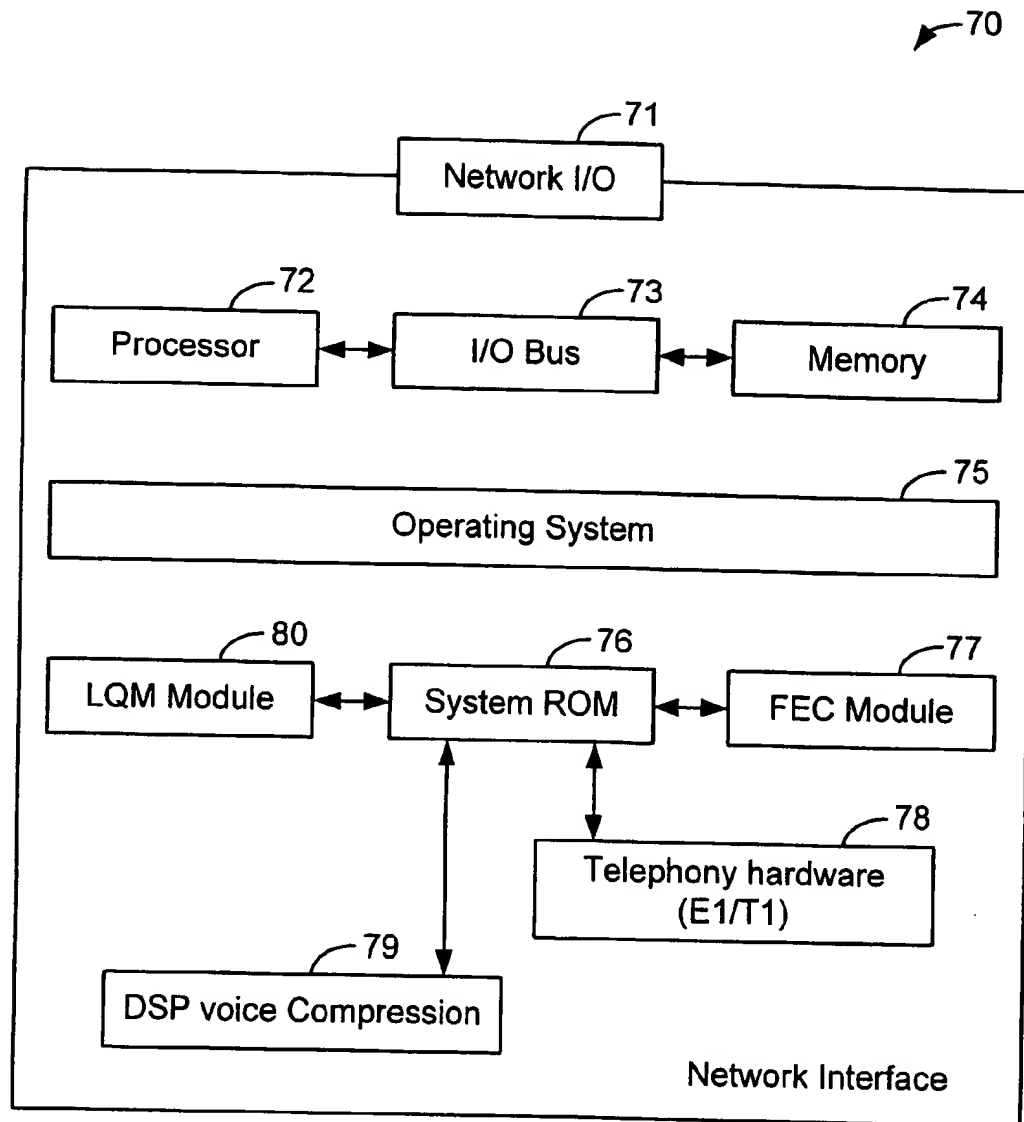 70
71
Network I/O
72
73
74
Processor
I/O Bus
Memory
75
Operating System
80
76
77
LQM Module
System ROM
FEC Module
78
Telephony hardware
(E1/T1)
79
DSP voice Compression
Network Interface